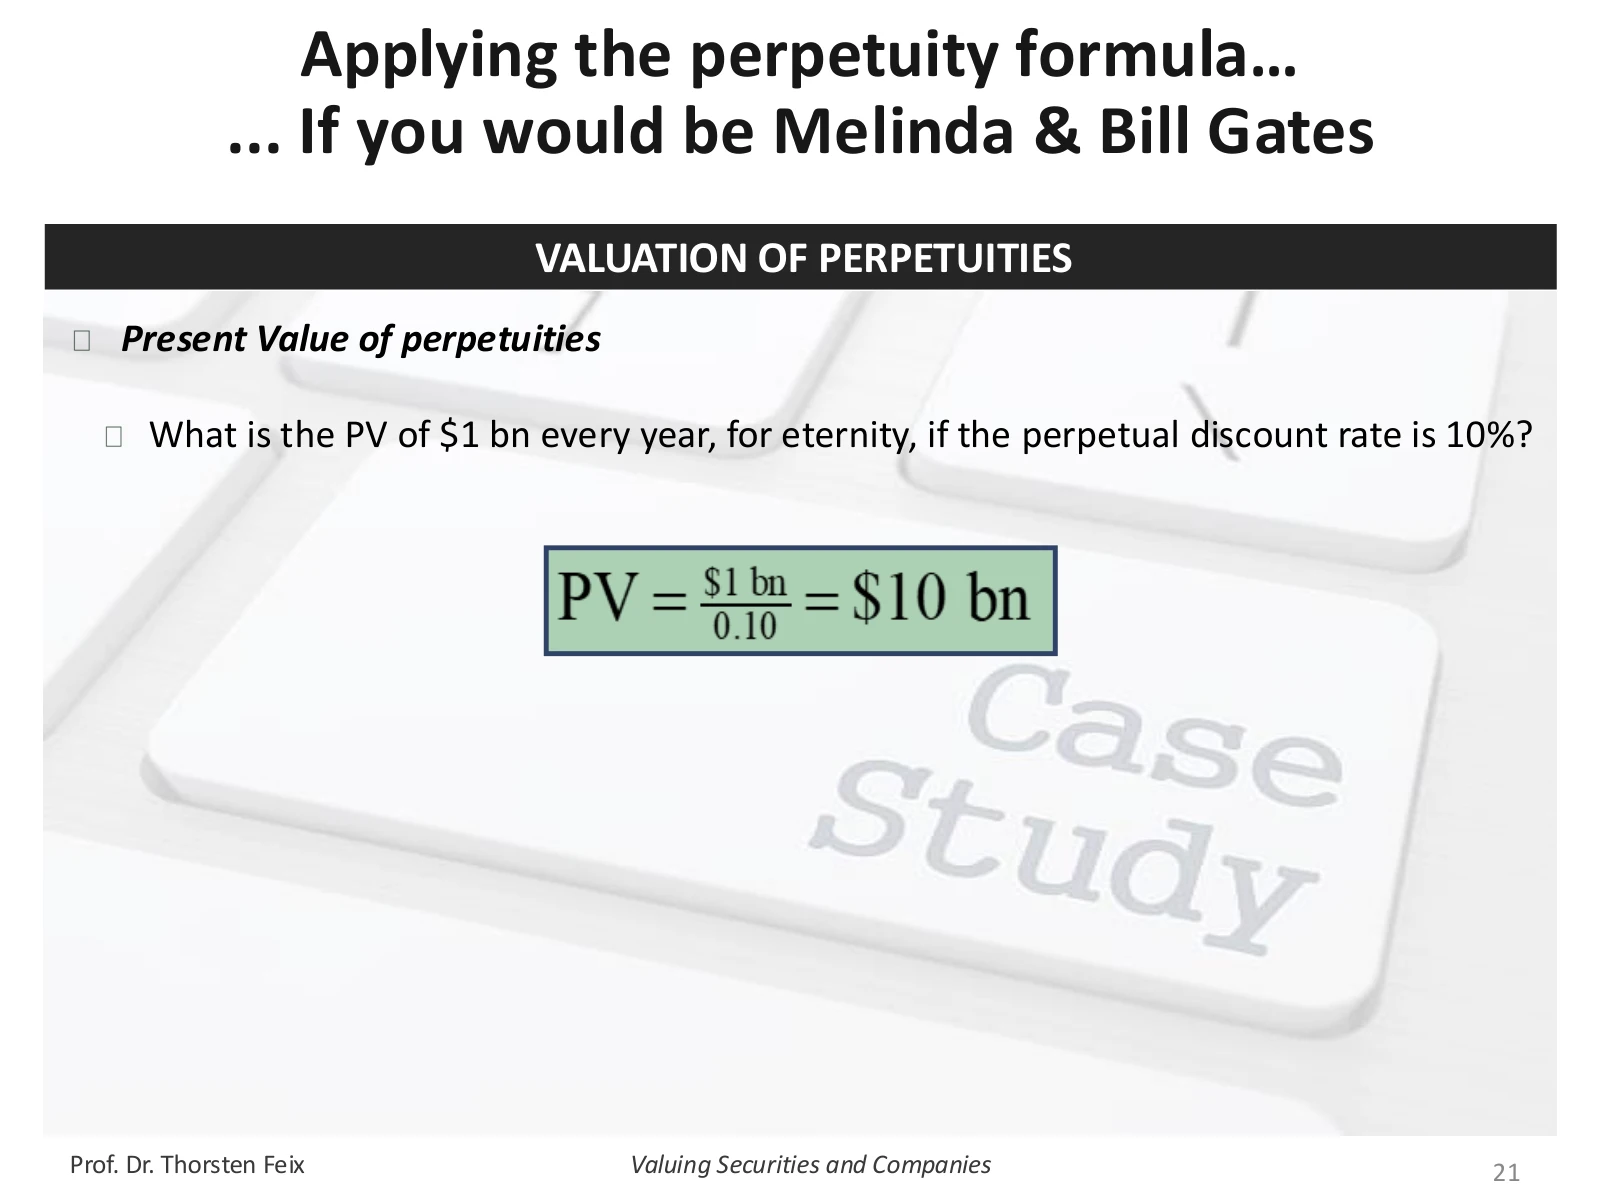 Applying the perpetuity formula…
... If you would be Melinda & Bill Gates
VALUATION OF PERPETUITIES
Present Value of perpetuities
What is the PV of $1 bn every year, for eternity, if the perpetual discount rate is 10%?
PV = $1 bn / 0.10 = $10 bn
Case
Study
Prof. Dr. Thorsten Feix
Valuing Securities and Companies
21